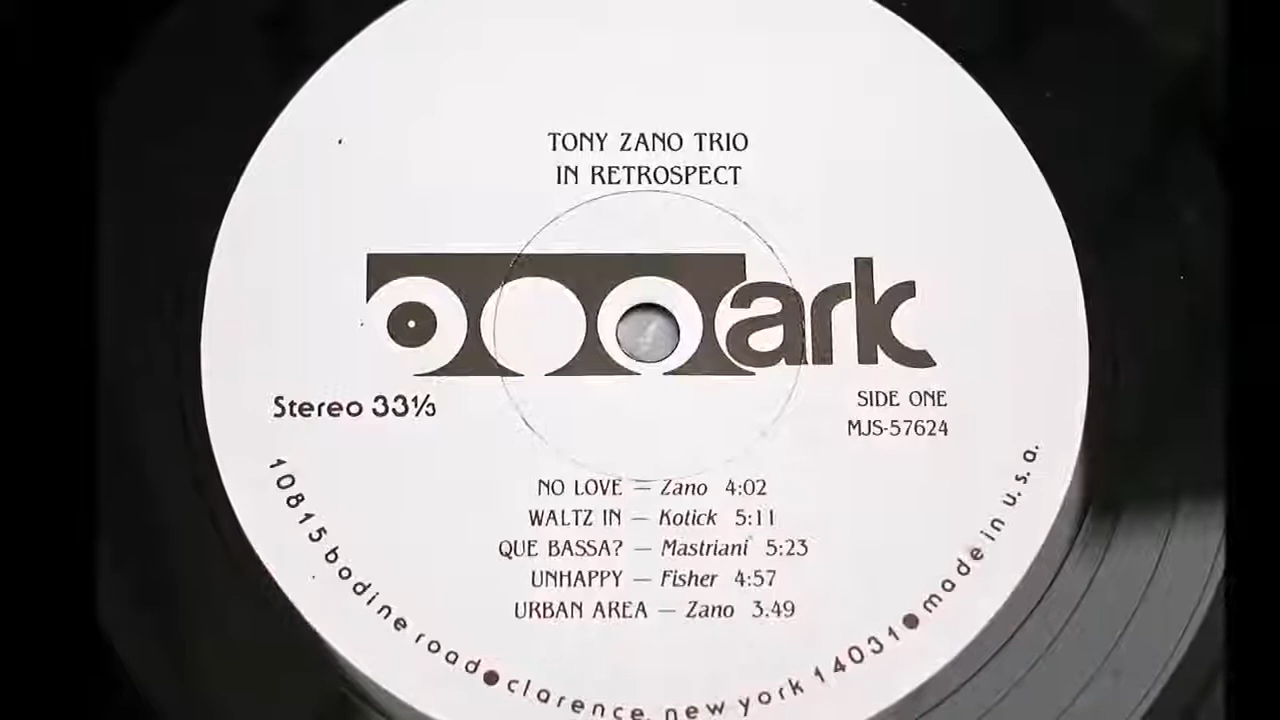 TONY ZANO TRIO
IN RETROSPECT
ark
Stereo 33⅓
SIDE ONE
MJS-57624
NO LOVE — Zano 4:02
WALTZ IN — Kotick 5:11
QUE BASSA? — Mastriani 5:23
UNHAPPY — Fisher 4:57
URBAN AREA — Zano 3.49
10815 bodine road●clarence, new york 14031●made in u.s.a.